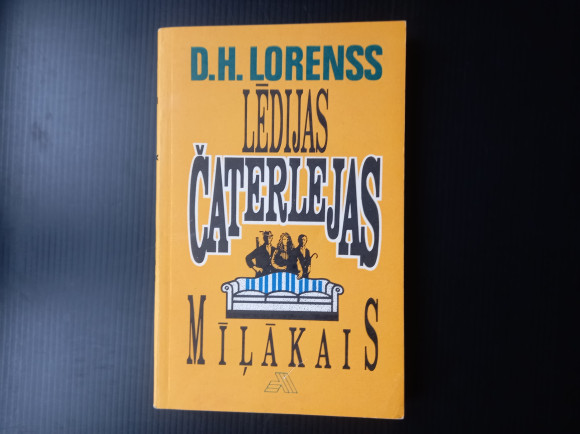 D.H. LORENSS
LĒDIJAS
ČATERLEJAS
MĪĻĀKAIS